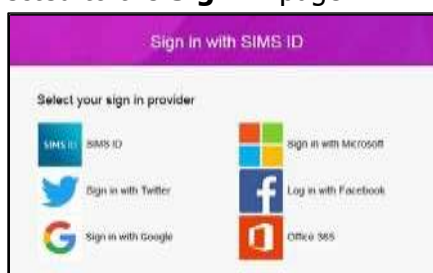 Sign in with SIMS ID
Select your sign in provider
SIMS ID SIMS ID
Sign in with Microsoft
Sign in with Twitter
Log in with Facebook
Sign in with Google
Office 365